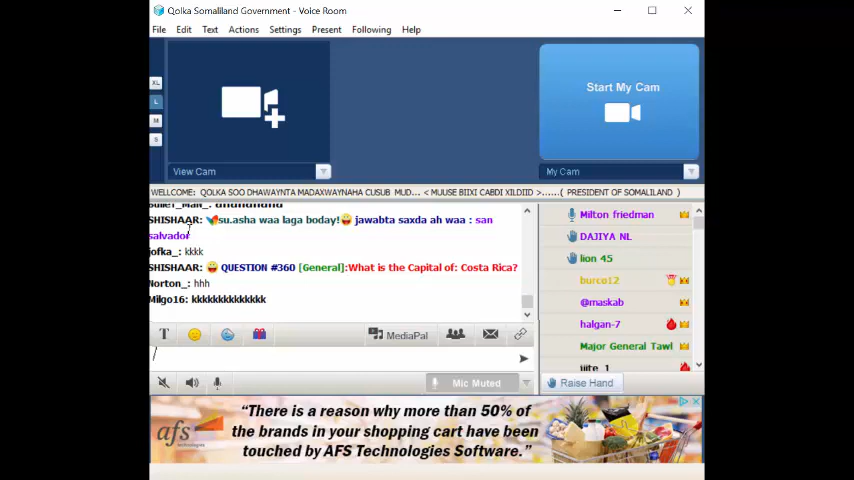 Qolka Somaliland Government - Voice Room
File Edit Text Actions Settings Present Following Help
XL
L
M
S
Start My Cam
View Cam
My Cam
WELLCOME: QOLKA SOO DHAWAYNTA MADAXWAYNAHA CUSUB MUD... < MUUSE BIIXI CABDI XILDIID >......( PRESIDENT OF SOMALILAND )
SHISHAAR: su.asha waa laga boday! jawabta saxda ah waa : san
salvador
jofka_: kkkk
SHISHAAR: QUESTION #360 [General]:What is the Capital of: Costa Rica?
Norton_: hhh
Milgo16: kkkkkkkkkkkkkk
Milton friedman
DAJIYA NL
lion 45
burco12
@maskab
halgan-7
Major General Tawl
T
MediaPal
/
Mic Muted
Raise Hand
“There is a reason why more than 50% of
the brands in your shopping cart have been
touched by AFS Technologies Software.”
afs
technologies